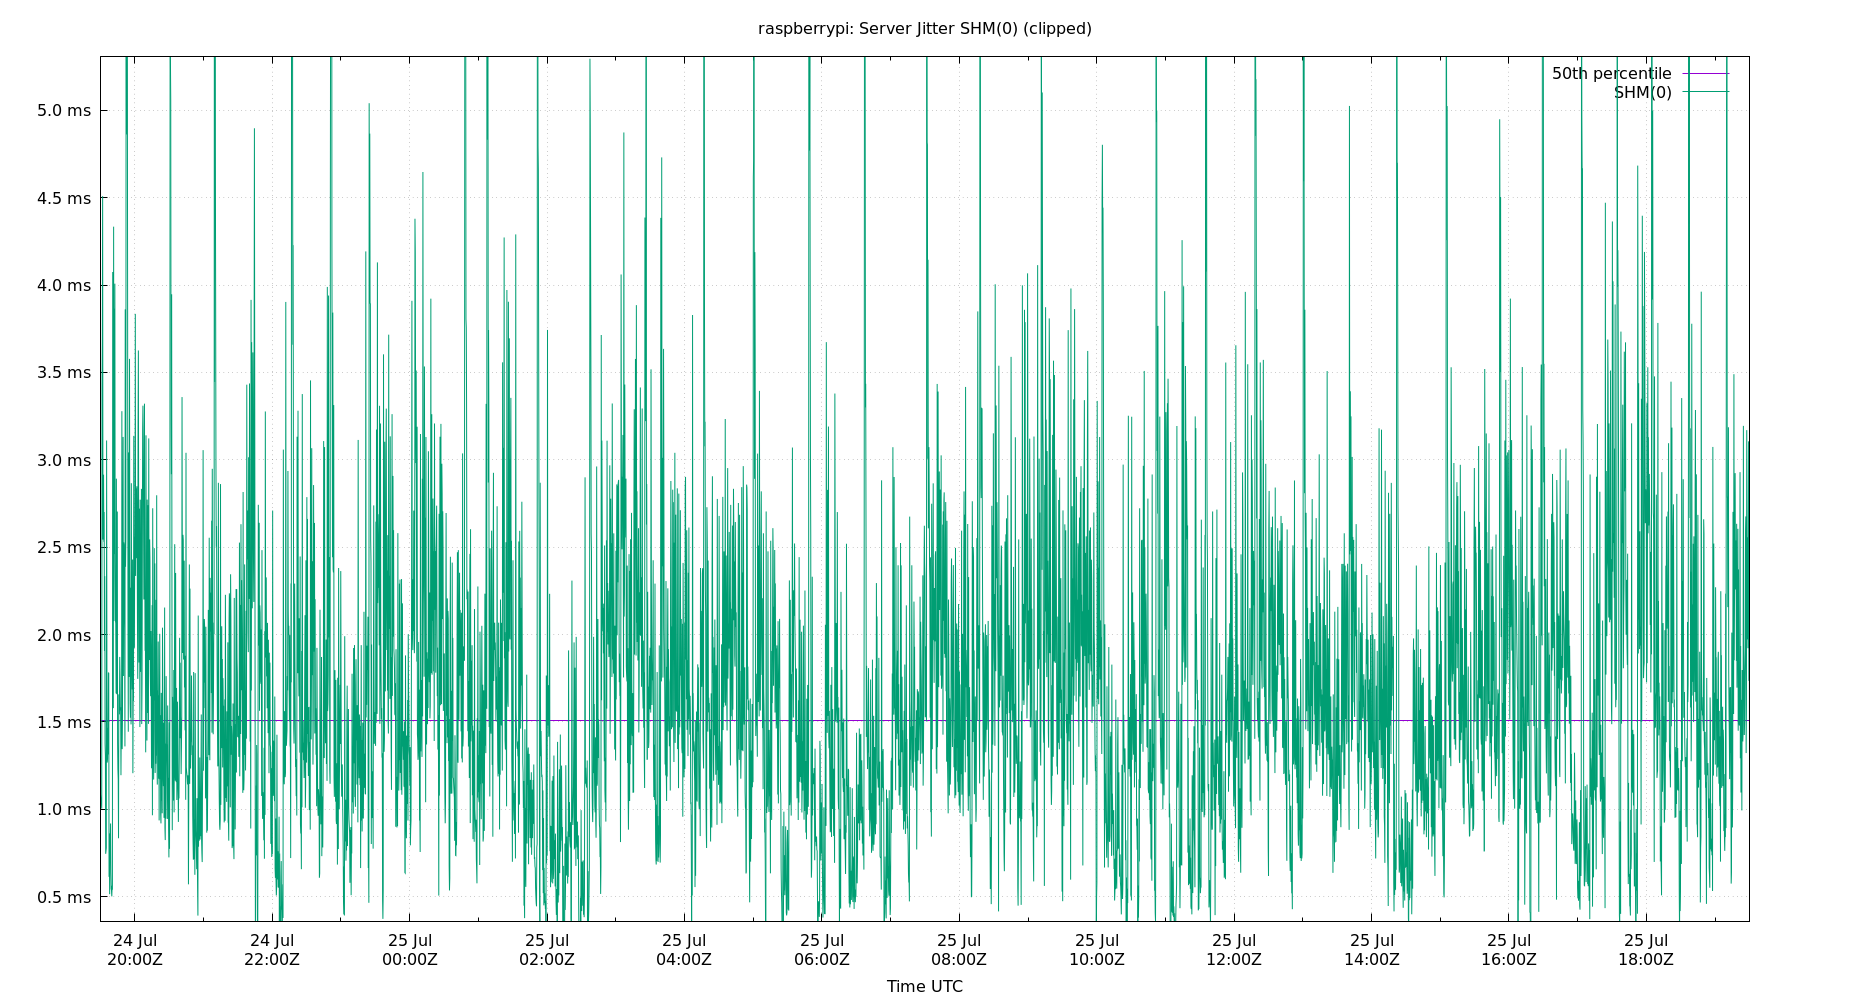 raspberrypi: Server Jitter SHM(0) (clipped)
50th percentile
SHM(0)
5.0 ms
4.5 ms
4.0 ms
3.5 ms
3.0 ms
2.5 ms
2.0 ms
1.5 ms
1.0 ms
0.5 ms
24 Jul 24 Jul 25 Jul 25 Jul 25 Jul 25 Jul 25 Jul 25 Jul 25 Jul 25 Jul 25 Jul 25 Jul
20:00Z 22:00Z 00:00Z 02:00Z 04:00Z 06:00Z 08:00Z 10:00Z 12:00Z 14:00Z 16:00Z 18:00Z
Time UTC